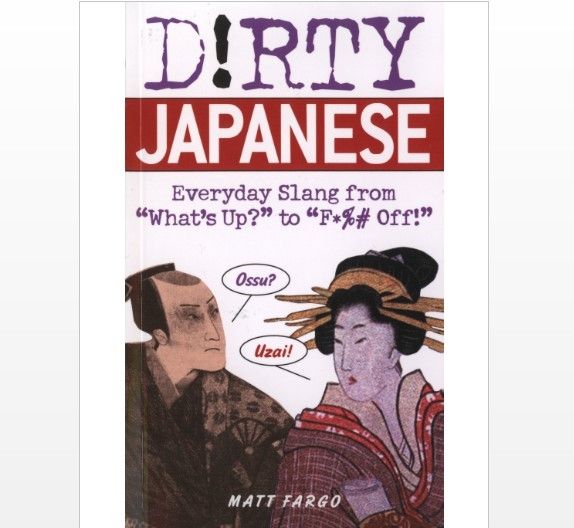 D!RTY
JAPANESE
Everyday Slang from
“What's Up?” to “F*%# Off!”
Ossu?
Uzai!
MATT FARGO